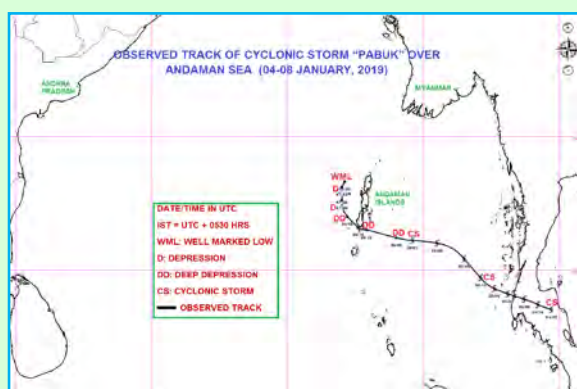 OBSERVED TRACK OF CYCLONIC STORM "PABUK" OVER
ANDAMAN SEA (04-08 JANUARY, 2019)
ANDHRA
PRADESH
MYANMAR
WML
D
D
DD
DD
DD
CS
CS
CS
ANDAMAN
ISLANDS
DATE/TIME IN UTC
IST = UTC + 0530 HRS
WML: WELL MARKED LOW
D: DEPRESSION
DD: DEEP DEPRESSION
CS: CYCLONIC STORM
OBSERVED TRACK